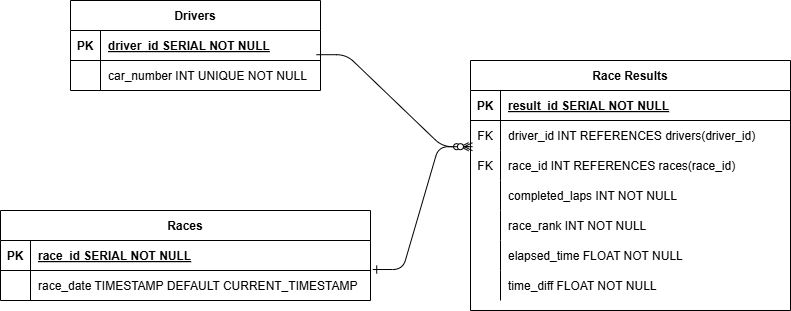 Drivers
PK driver_id SERIAL NOT NULL
car_number INT UNIQUE NOT NULL
Race Results
PK result_id SERIAL NOT NULL
FK driver_id INT REFERENCES drivers(driver_id)
FK race_id INT REFERENCES races(race_id)
completed_laps INT NOT NULL
race_rank INT NOT NULL
elapsed_time FLOAT NOT NULL
time_diff FLOAT NOT NULL
Races
PK race_id SERIAL NOT NULL
race_date TIMESTAMP DEFAULT CURRENT_TIMESTAMP